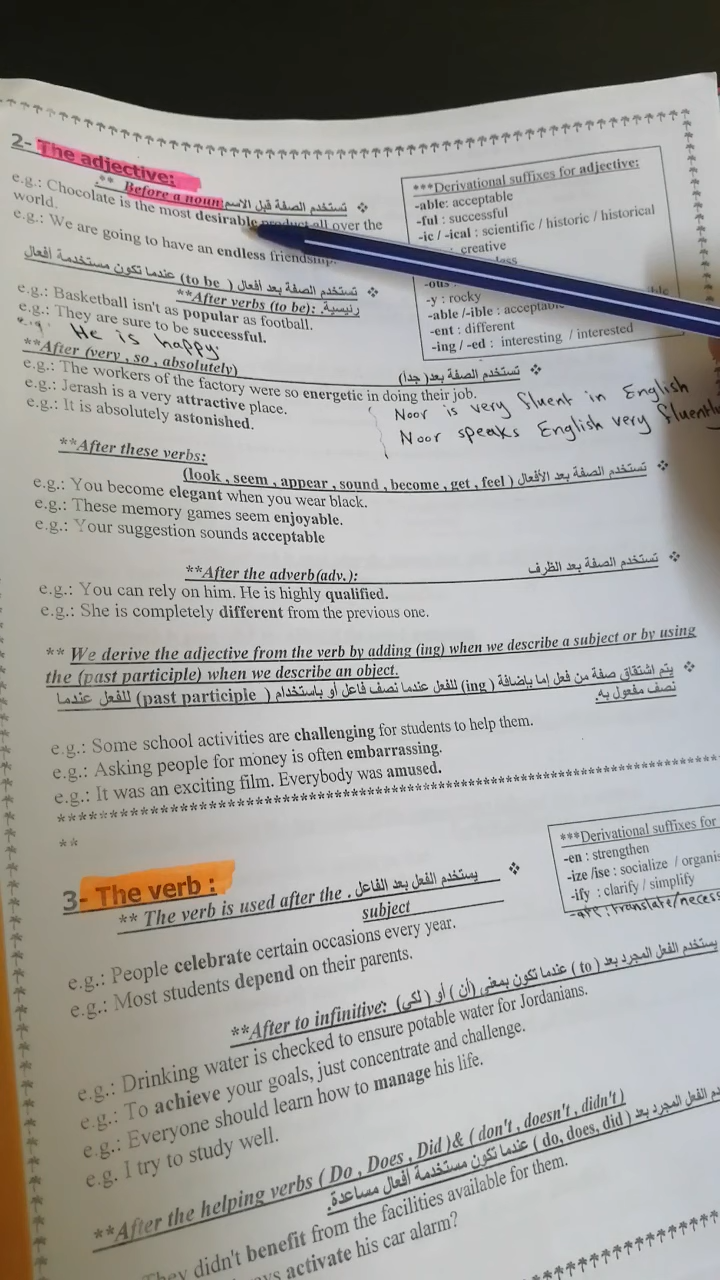 2- The adjective:
** Before a noun: تستخدم الصفة قبل الاسم
e.g.: Chocolate is the most desirable product all over the
world.
e.g.: We are going to have an endless friendship.
***Derivational suffixes for adjective:
-able: acceptable
-ful : successful
-ic / -ical : scientific / historic / historical
: creative
-ous :
-y : rocky
-able /-ible : acceptable
-ent : different
-ing / -ed : interesting / interested
تستخدم الصفة بعد أفعال ( to be) عندما تكون مستخدمة أفعال
**After verbs (to be): رئيسية.
e.g.: Basketball isn't as popular as football.
e.g.: They are sure to be successful.
e.g. He is happy
**After (very , so , absolutely) تستخدم الصفة بعد (جدا)
e.g.: The workers of the factory were so energetic in doing their job.
e.g.: Jerash is a very attractive place.
e.g.: It is absolutely astonished.
Noor is very fluent in English
Noor speaks English very fluently
**After these verbs:
(look , seem , appear , sound , become , get , feel ) تستخدم الصفة بعد الأفعال
e.g.: You become elegant when you wear black.
e.g.: These memory games seem enjoyable.
e.g.: Your suggestion sounds acceptable
**After the adverb(adv.): تستخدم الصفة بعد الظرف
e.g.: You can rely on him. He is highly qualified.
e.g.: She is completely different from the previous one.
** We derive the adjective from the verb by adding (ing) when we describe a subject or by using
the (past participle) when we describe an object.
يتم اشتقاق صفة من فعل إما بإضافة ( ing) للفعل عندما نصف فاعل أو باستخدام ( past participle) للفعل عندما
نصف مفعول به.
e.g.: Some school activities are challenging for students to help them.
e.g.: Asking people for money is often embarrassing.
e.g.: It was an exciting film. Everybody was amused.
**
3- The verb :
** The verb is used after the . يستخدم الفعل بعد الفاعل
subject
***Derivational suffixes for
-en : strengthen
-ize /ise : socialize /
-ify : clarify / simplify
-ate : translate /
e.g.: People celebrate certain occasions every year.
e.g.: Most students depend on their parents.
**After to infinitive: يستخدم الفعل المجرد بعد ( to ) عندما تكون بمعنى (أن ) أو ( لكي)
e.g.: Drinking water is checked to ensure potable water for Jordanians.
e.g.: To achieve your goals, just concentrate and challenge.
e.g.: Everyone should learn how to manage his life.
e.g. I try to study well.
**After the helping verbs ( Do , Does , Did )& ( don't , doesn't , didn't )
الفعل المجرد بعد ( do, does, did ) عندما تكون مستخدمة أفعال مساعدة.
They didn't benefit from the facilities available for them.
activate his car alarm?